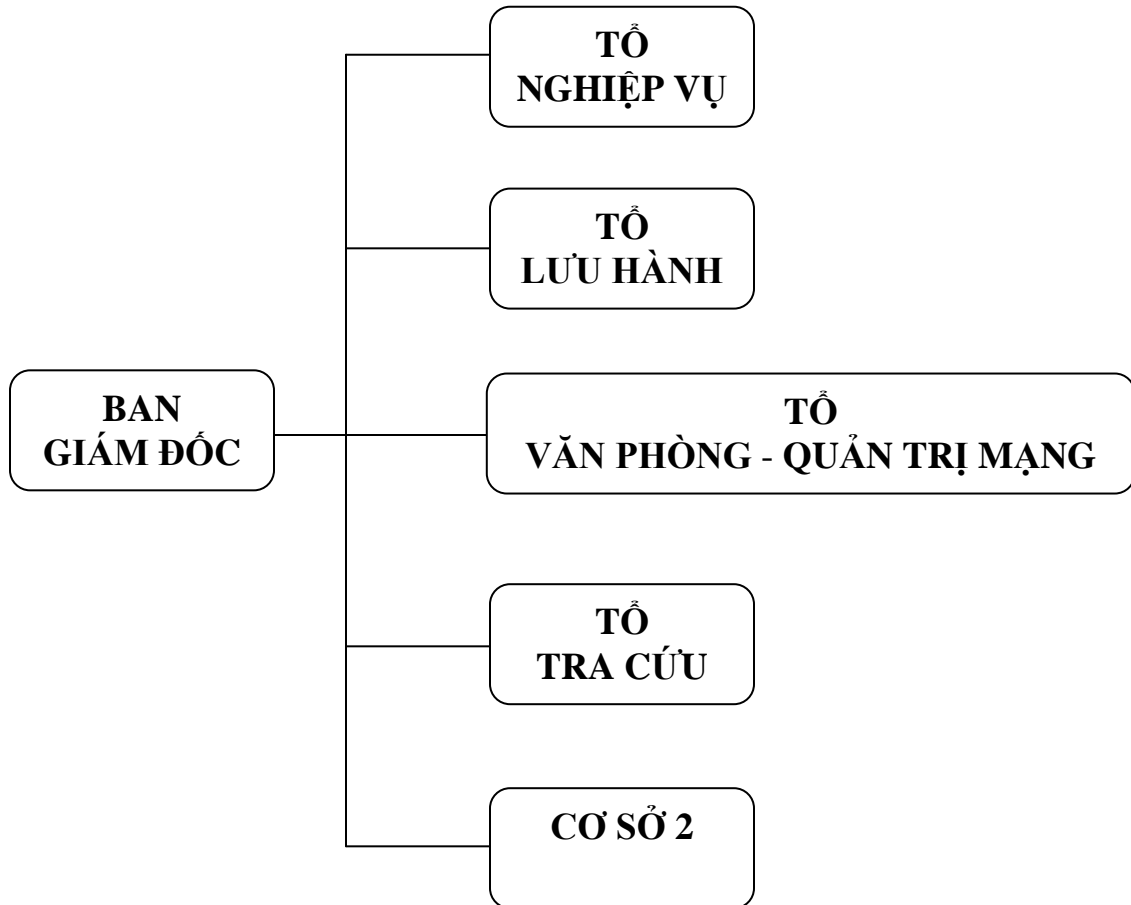 TỔ
NGHIỆP VỤ
TỔ
LƯU HÀNH
BAN
GIÁM ĐỐC
TỔ
VĂN PHÒNG - QUẢN TRỊ MẠNG
TỔ
TRA CỨU
CƠ SỞ 2